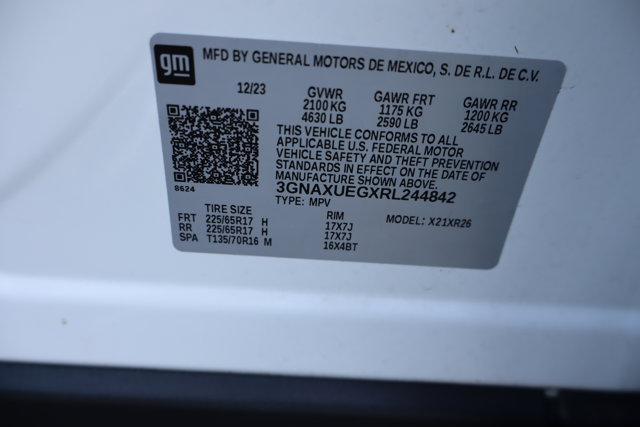 gm
MFD BY GENERAL MOTORS DE MEXICO, S. DE R.L. DE C.V.
12/23 GVWR GAWR FRT GAWR RR
2100 KG 1175 KG 1200 KG
4630 LB 2590 LB 2645 LB
THIS VEHICLE CONFORMS TO ALL
APPLICABLE U.S. FEDERAL MOTOR
VEHICLE SAFETY AND THEFT PREVENTION
STANDARDS IN EFFECT ON THE DATE OF
MANUFACTURE SHOWN ABOVE.
8624 3GNAXUEGXRL244842
TYPE: MPV
TIRE SIZE RIM MODEL: X21XR26
FRT 225/65R17 H 17X7J
RR 225/65R17 H 17X7J
SPA T135/70R16 M 16X4BT